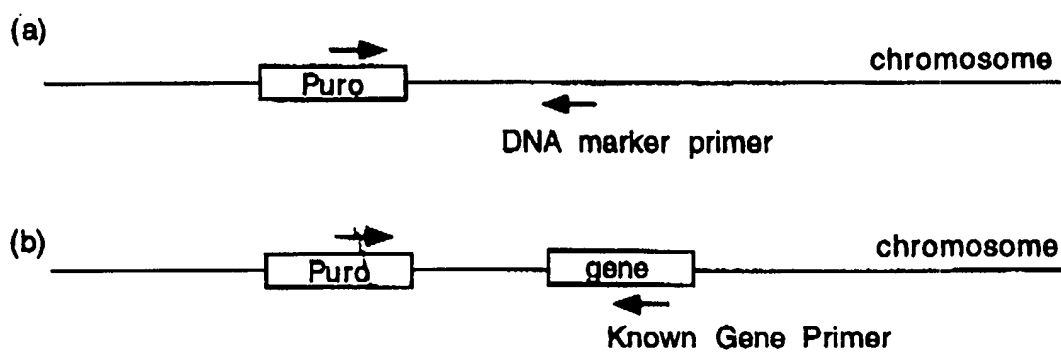 (a)
chromosome
Puro
DNA marker primer
(b)
chromosome
Puro
gene
Known Gene Primer